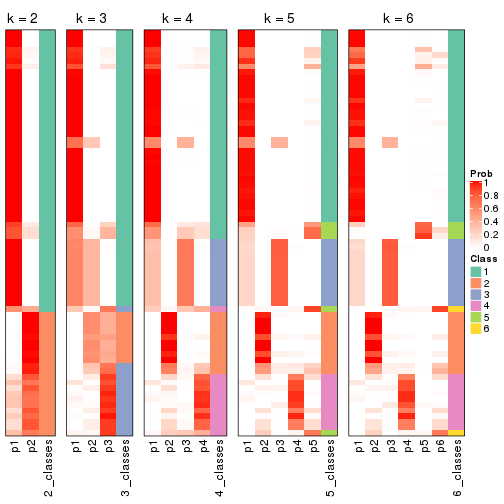 k = 2
k = 3
k = 4
k = 5
k = 6
p1
p2
2_classes
p1
p2
p3
3_classes
p1
p2
p3
p4
4_classes
p1
p2
p3
p4
p5
5_classes
p1
p2
p3
p4
p5
p6
6_classes
Prob
1
0.8
0.6
0.4
0.2
0
Class
1
2
3
4
5
6